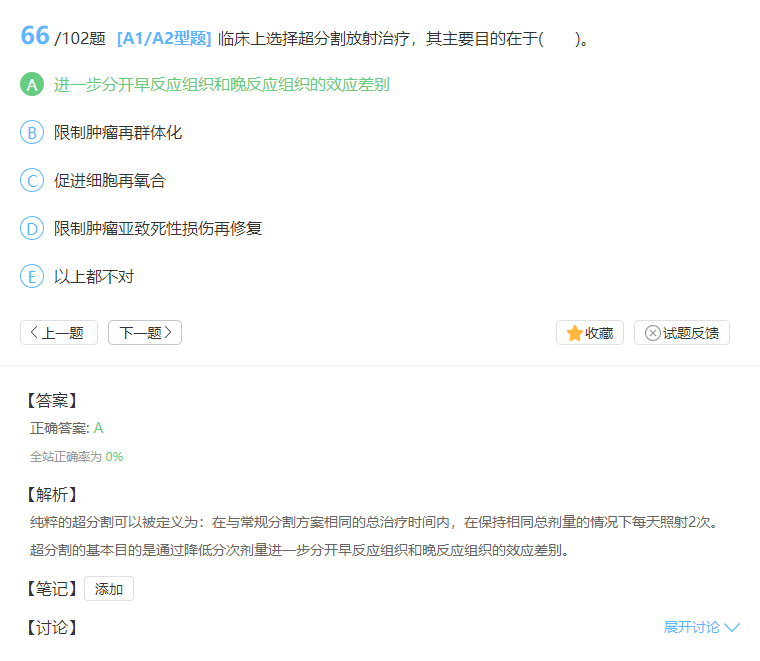 66/102题 [A1/A2型题] 临床上选择超分割放射治疗，其主要目的在于(　　)。
A 进一步分开早反应组织和晚反应组织的效应差别
B 限制肿瘤再群体化
C 促进细胞再氧合
D 限制肿瘤亚致死性损伤再修复
E 以上都不对
上一题 下一题 收藏 试题反馈
【答案】
正确答案: A
全站正确率为 0%
【解析】
纯粹的超分割可以被定义为：在与常规分割方案相同的总治疗时间内，在保持相同总剂量的情况下每天照射2次。
超分割的基本目的是通过降低分次剂量进一步分开早反应组织和晚反应组织的效应差别。
【笔记】 添加
【讨论】 展开讨论